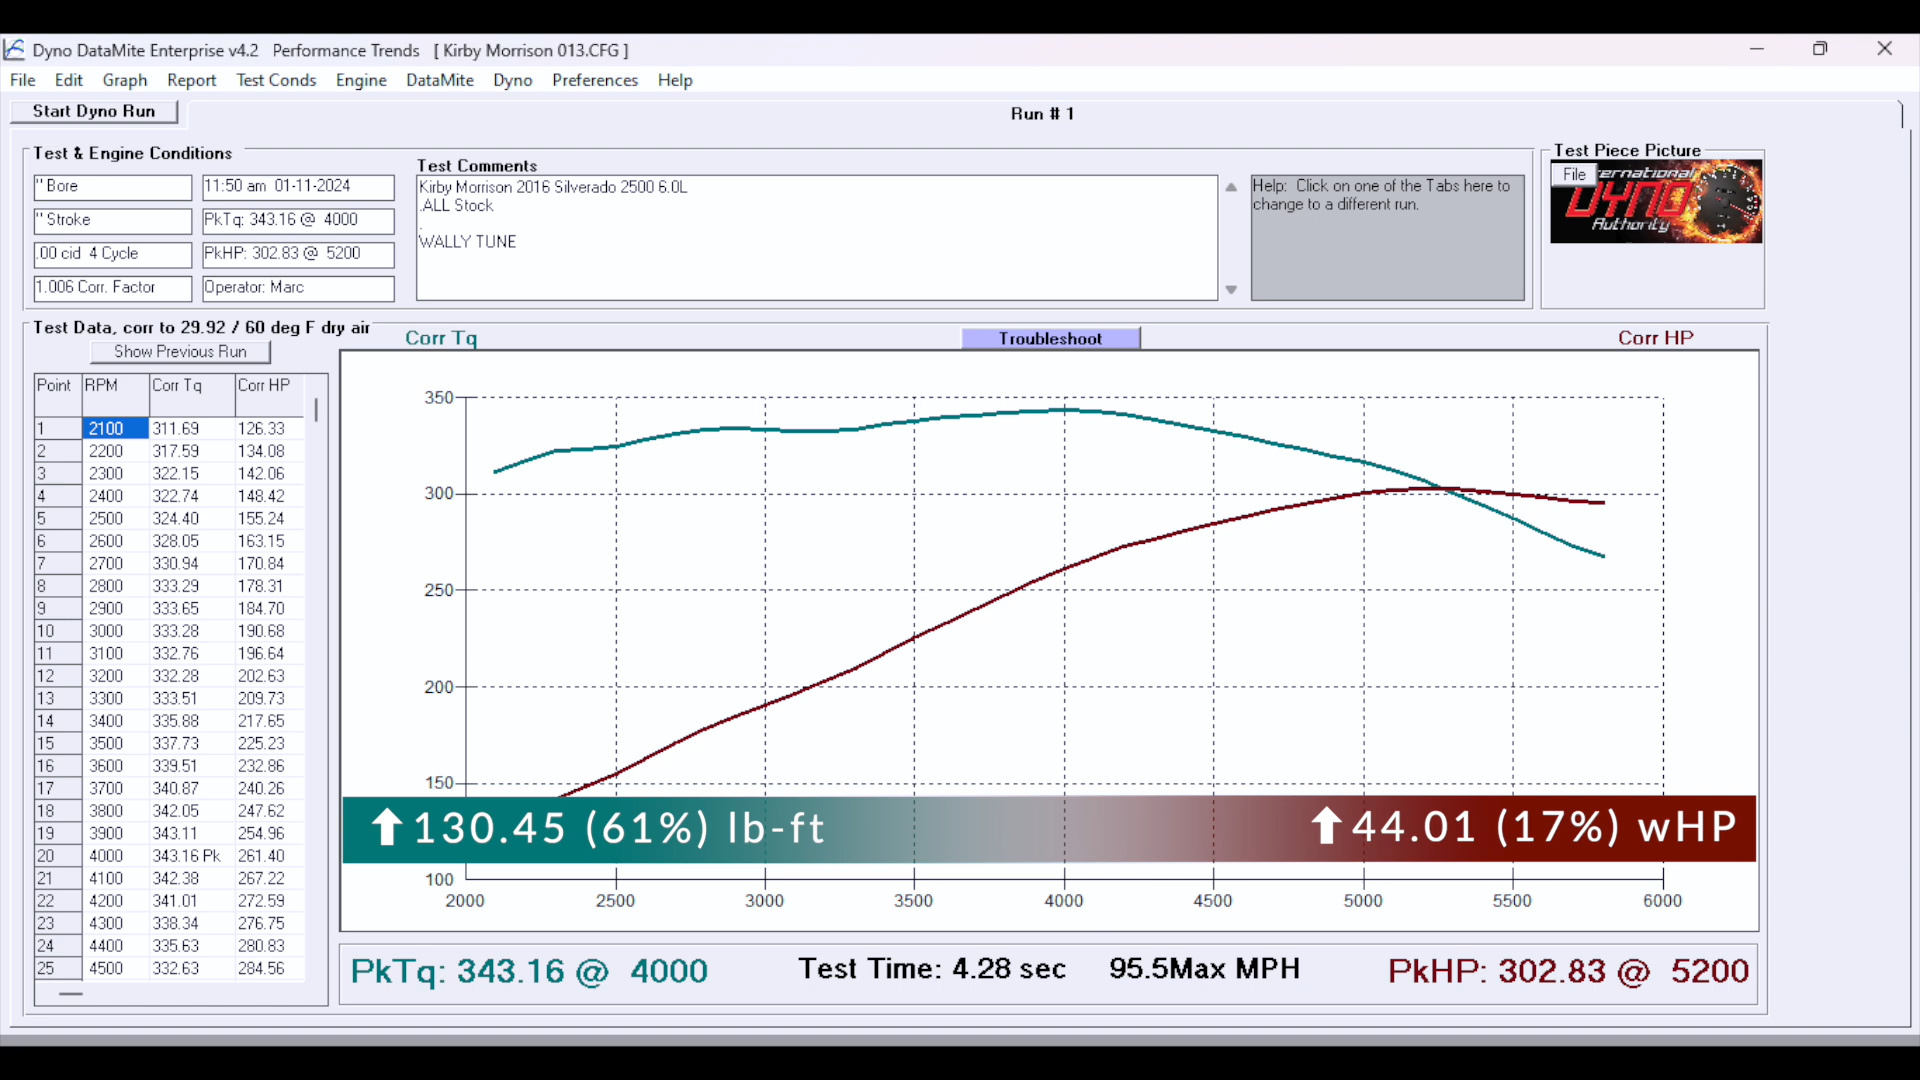 Dyno DataMite Enterprise v4.2 Performance Trends [ Kirby Morrison 013.CFG ]
File Edit Graph Report Test Conds Engine DataMite Dyno Preferences Help
Start Dyno Run
Run # 1
Test & Engine Conditions
" Bore
11:50 am 01-11-2024
" Stroke
PkTq: 343.16 @ 4000
.00 cid 4 Cycle
PkHP: 302.83 @ 5200
1.006 Corr. Factor
Operator: Marc
Test Comments
Kirby Morrison 2016 Silverado 2500 6.0L
.ALL Stock
.
WALLY TUNE
Help: Click on one of the Tabs here to
change to a different run.
Test Piece Picture
File
ernational
DYNO
Authority
Test Data, corr to 29.92 / 60 deg F dry air
Show Previous Run
Point RPM Corr Tq Corr HP
1 2100 311.69 126.33
2 2200 317.59 134.08
3 2300 322.15 142.06
4 2400 322.74 148.42
5 2500 324.40 155.24
6 2600 328.05 163.15
7 2700 330.94 170.84
8 2800 333.29 178.31
9 2900 333.65 184.70
10 3000 333.28 190.68
11 3100 332.76 196.64
12 3200 332.28 202.63
13 3300 333.51 209.73
14 3400 335.88 217.65
15 3500 337.73 225.23
16 3600 339.51 232.86
17 3700 340.87 240.26
18 3800 342.05 247.62
19 3900 343.11 254.96
20 4000 343.16 Pk 261.40
21 4100 342.38 267.22
22 4200 341.01 272.59
23 4300 338.34 276.75
24 4400 335.63 280.83
25 4500 332.63 284.56
Corr Tq
Troubleshoot
Corr HP
350
300
250
200
150
100
2000 2500 3000 3500 4000 4500 5000 5500 6000
130.45 (61%) lb-ft
44.01 (17%) wHP
PkTq: 343.16 @ 4000
Test Time: 4.28 sec
95.5Max MPH
PkHP: 302.83 @ 5200